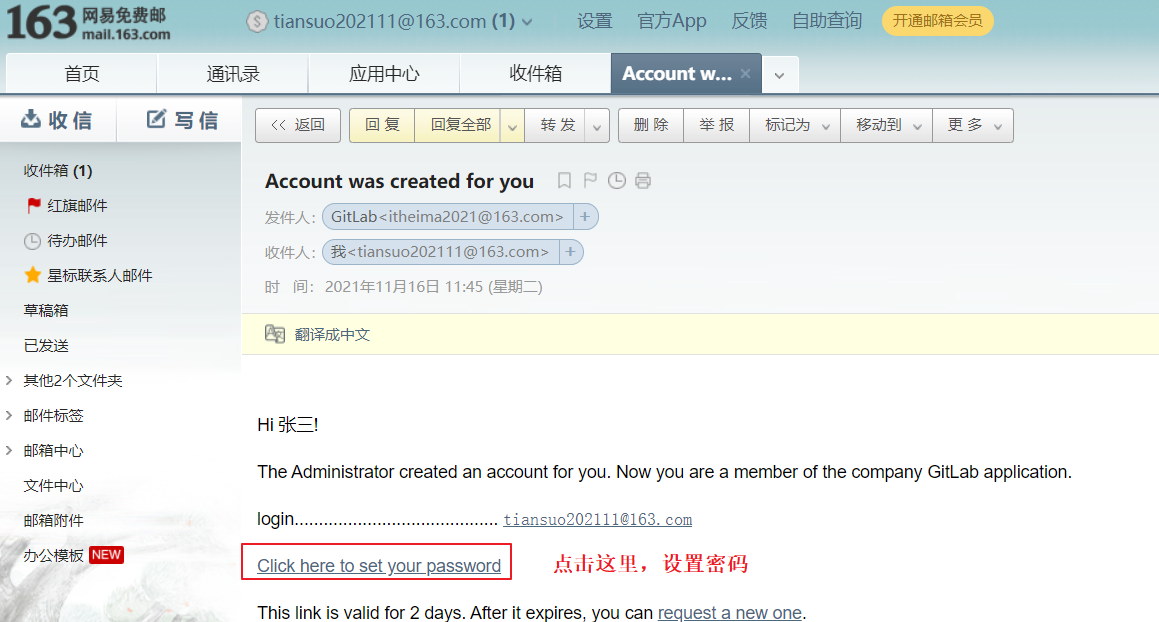 163 网易免费邮 mail.163.com
tiansuo202111@163.com (1) 设置 官方App 反馈 自助查询 开通邮箱会员
首页 通讯录 应用中心 收件箱 Account w... ×
收信 写信
<< 返回 回复 回复全部 转发 删除 举报 标记为 移动到 更多
收件箱 (1)
红旗邮件
待办邮件
星标联系人邮件
草稿箱
已发送
其他2个文件夹
邮件标签
邮箱中心
文件中心
邮箱附件
办公模板 NEW
Account was created for you
发件人: GitLab<itheima2021@163.com> +
收件人: 我<tiansuo202111@163.com> +
时 间: 2021年11月16日 11:45 (星期二)
翻译成中文
Hi 张三!
The Administrator created an account for you. Now you are a member of the company GitLab application.
login.......................................... tiansuo202111@163.com
Click here to set your password 点击这里，设置密码
This link is valid for 2 days. After it expires, you can request a new one.